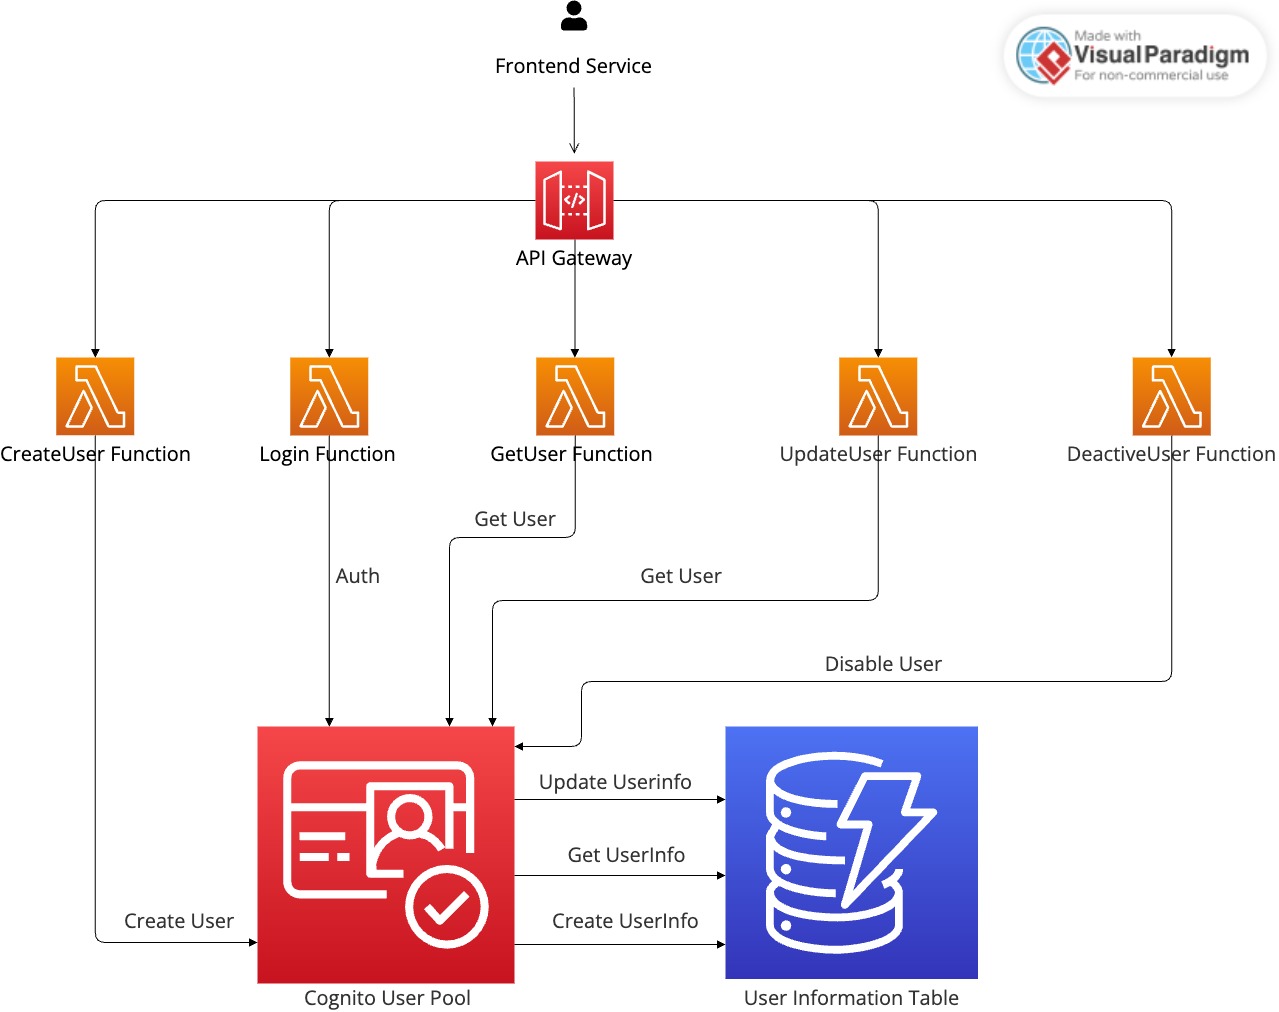 Made with
Visual Paradigm
For non-commercial use
Frontend Service
</>
API Gateway
CreateUser Function
Login Function
GetUser Function
UpdateUser Function
DeactiveUser Function
Get User
Auth
Get User
Disable User
Update Userinfo
Get UserInfo
Create User
Create UserInfo
Cognito User Pool
User Information Table